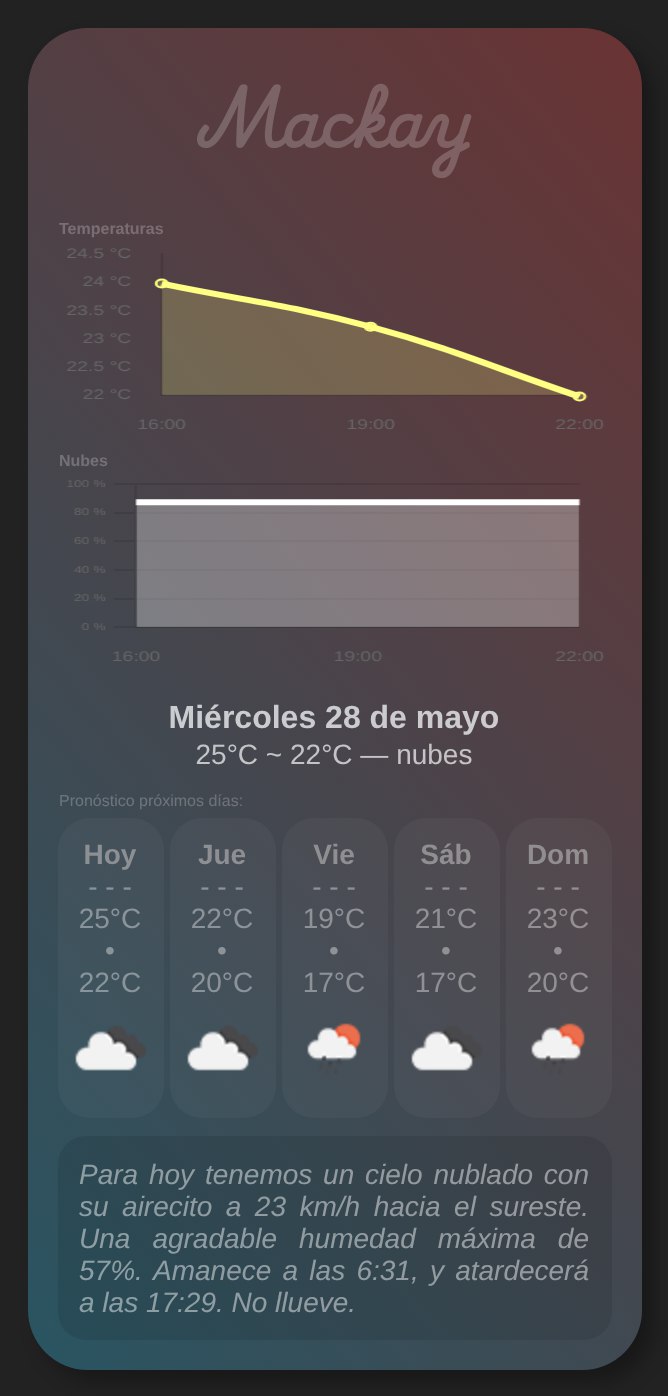 Mackay
Temperaturas
24.5 °C
24 °C
23.5 °C
23 °C
22.5 °C
22 °C
16:00 19:00 22:00
Nubes
100 %
80 %
60 %
40 %
20 %
0 %
16:00 19:00 22:00
Miércoles 28 de mayo
25°C ~ 22°C — nubes
Pronóstico próximos días:
Hoy Jue Vie Sáb Dom
- - - - - - - - - - - - - - -
25°C 22°C 19°C 21°C 23°C
• • • • •
22°C 20°C 17°C 17°C 20°C
Para hoy tenemos un cielo nublado con
su airecito a 23 km/h hacia el sureste.
Una agradable humedad máxima de
57%. Amanece a las 6:31, y atardecerá
a las 17:29. No llueve.